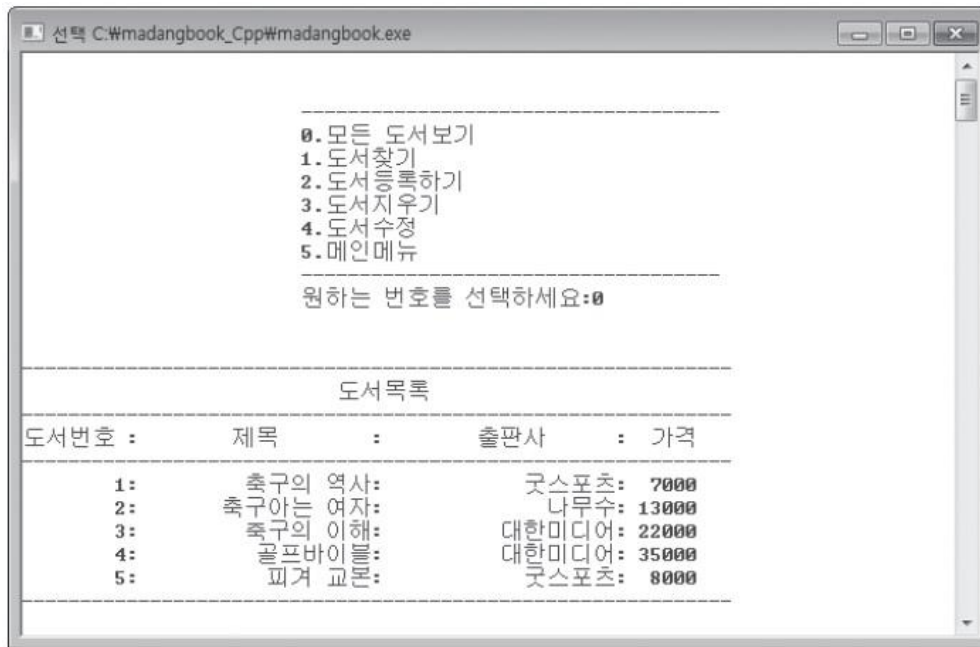 선택 C:₩madangbook_Cpp₩madangbook.exe
0.모든 도서보기
1.도서찾기
2.도서등록하기
3.도서지우기
4.도서수정
5.메인메뉴
원하는 번호를 선택하세요:0
도서목록
도서번호 : 제목 : 출판사 : 가격
1: 축구의 역사: 굿스포츠: 7000
2: 축구아는 여자: 나무수: 13000
3: 축구의 이해: 대한미디어: 22000
4: 골프바이블: 대한미디어: 35000
5: 피겨 교본: 굿스포츠: 8000